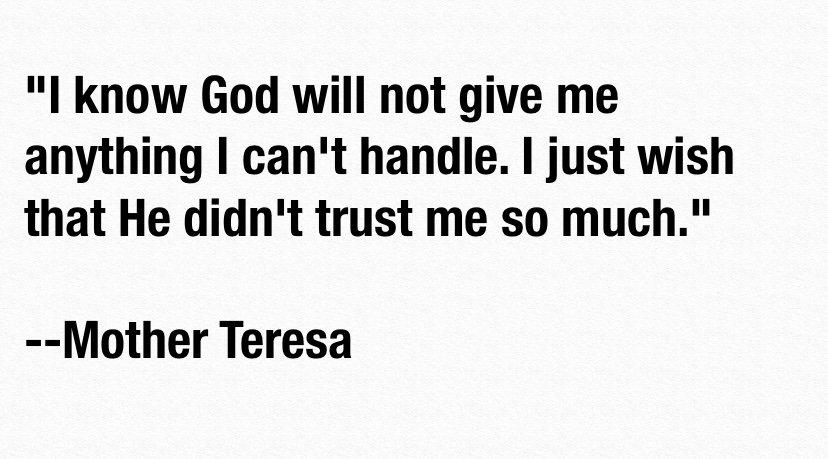 "I know God will not give me
anything I can't handle. I just wish
that He didn't trust me so much."
--Mother Teresa